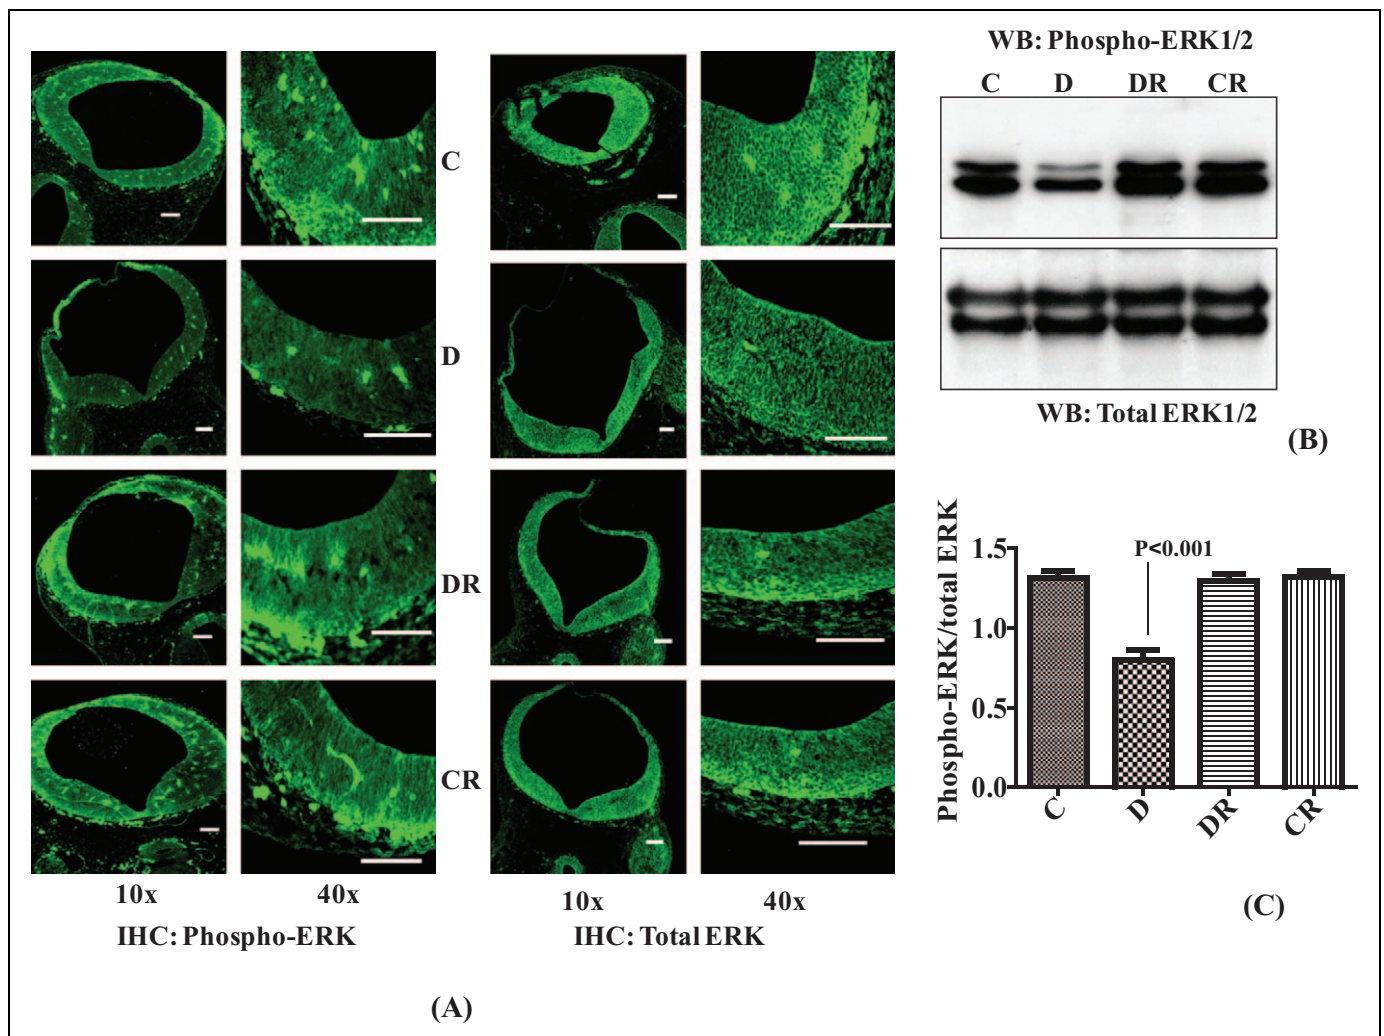 C
D
DR
CR
10x
40x
10x
40x
IHC: Phospho-ERK
IHC: Total ERK
(A)
WB: Phospho-ERK1/2
C D DR CR
WB: Total ERK1/2
(B)
Phospho-ERK/total ERK
1.5
1.0
0.5
0.0
P<0.001
C
D
DR
CR
(C)